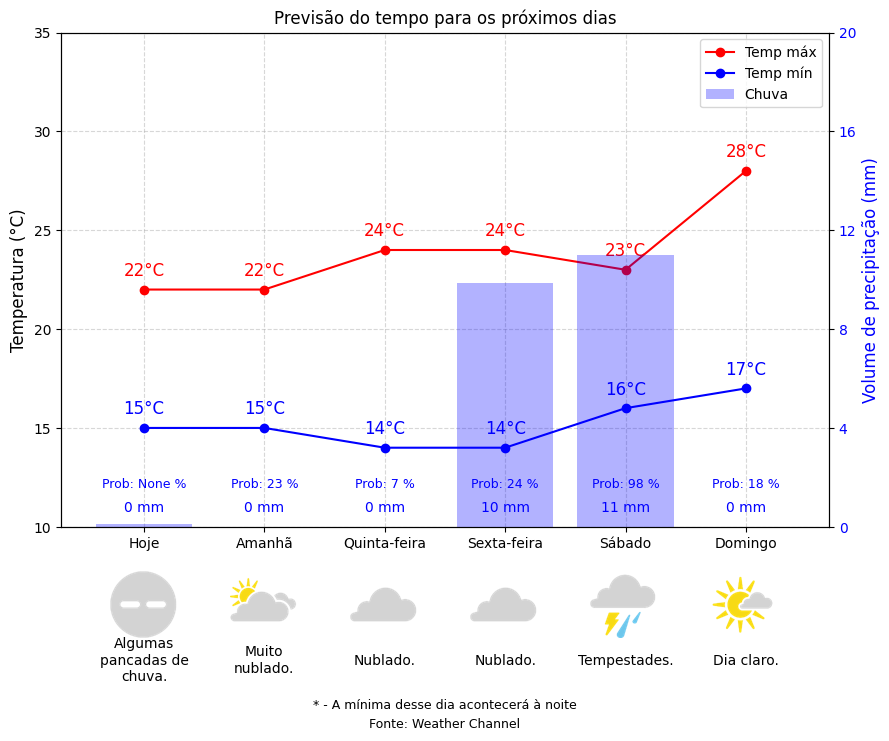 Previsão do tempo para os próximos dias
Temperatura (°C)
Volume de precipitação (mm)
35
30
25
20
15
10
20
16
12
8
4
0
Temp máx
Temp mín
Chuva
22°C
22°C
24°C
24°C
23°C
28°C
15°C
15°C
14°C
14°C
16°C
17°C
Prob: None %
Prob: 23 %
Prob: 7 %
Prob: 24 %
Prob: 98 %
Prob: 18 %
0 mm
0 mm
0 mm
10 mm
11 mm
0 mm
Hoje
Amanhã
Quinta-feira
Sexta-feira
Sábado
Domingo
Algumas
pancadas de
chuva.
Muito
nublado.
Nublado.
Nublado.
Tempestades.
Dia claro.
* - A mínima desse dia acontecerá à noite
Fonte: Weather Channel